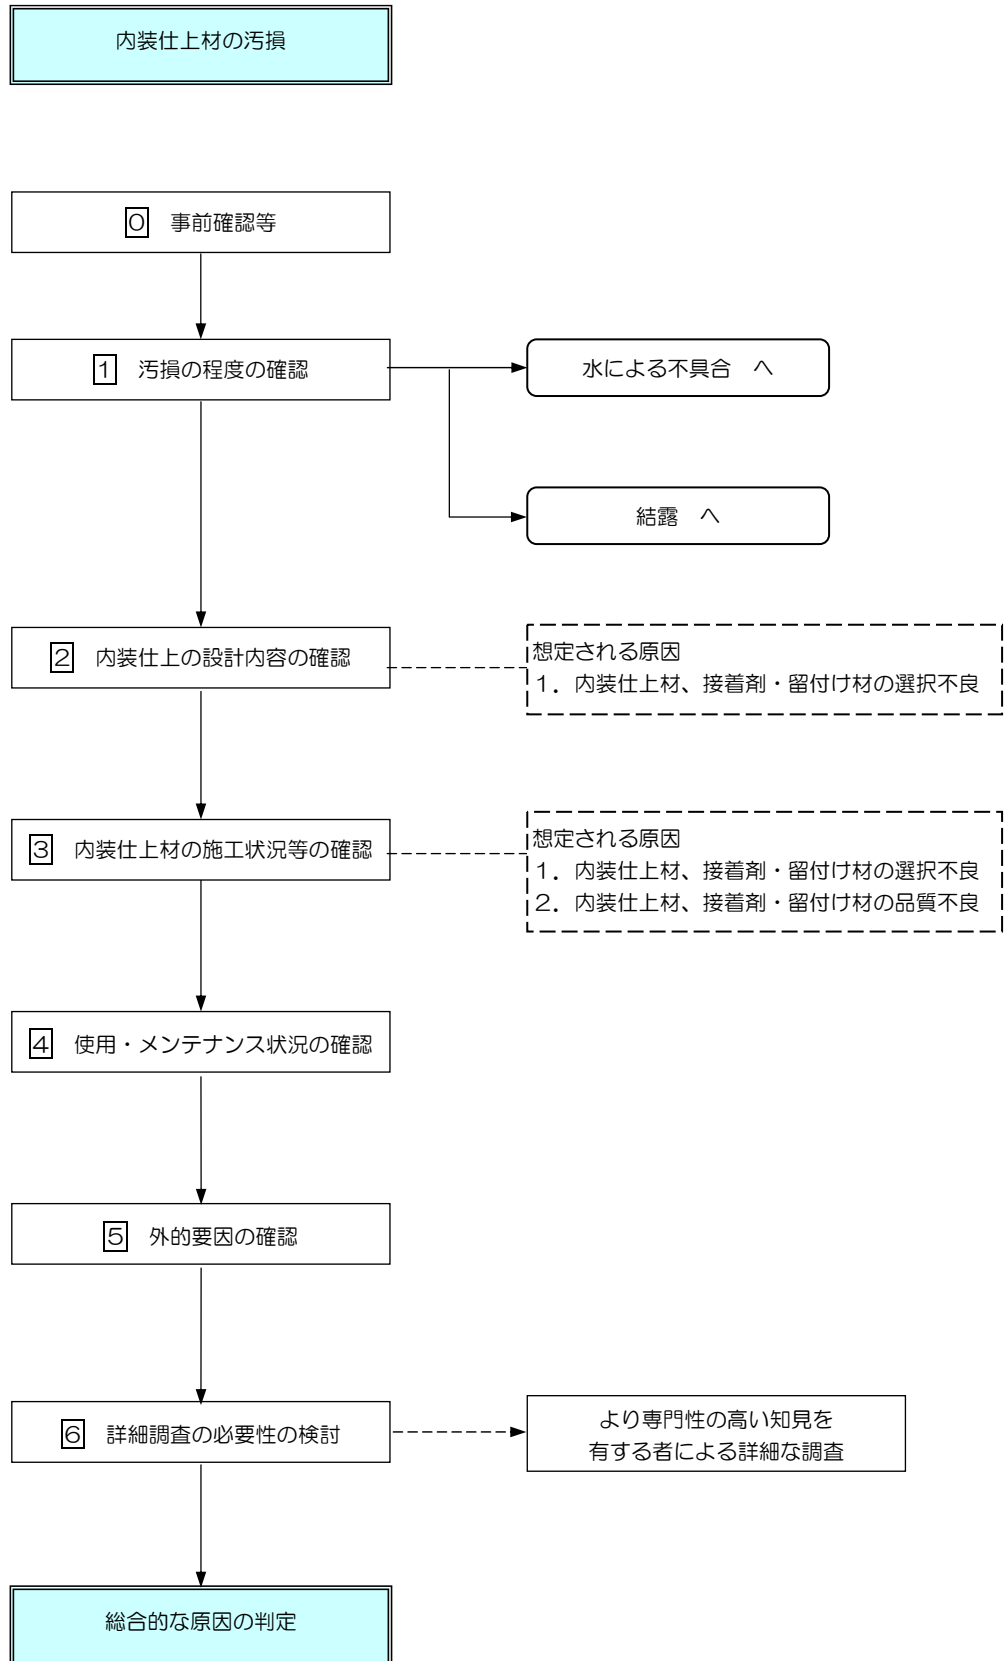 内装仕上材の汚損
0 事前確認等
1 汚損の程度の確認
水による不具合 へ
結露 へ
2 内装仕上の設計内容の確認
想定される原因
1．内装仕上材、接着剤・留付け材の選択不良
3 内装仕上材の施工状況等の確認
想定される原因
1．内装仕上材、接着剤・留付け材の選択不良
2．内装仕上材、接着剤・留付け材の品質不良
4 使用・メンテナンス状況の確認
5 外的要因の確認
6 詳細調査の必要性の検討
より専門性の高い知見を
有する者による詳細な調査
総合的な原因の判定